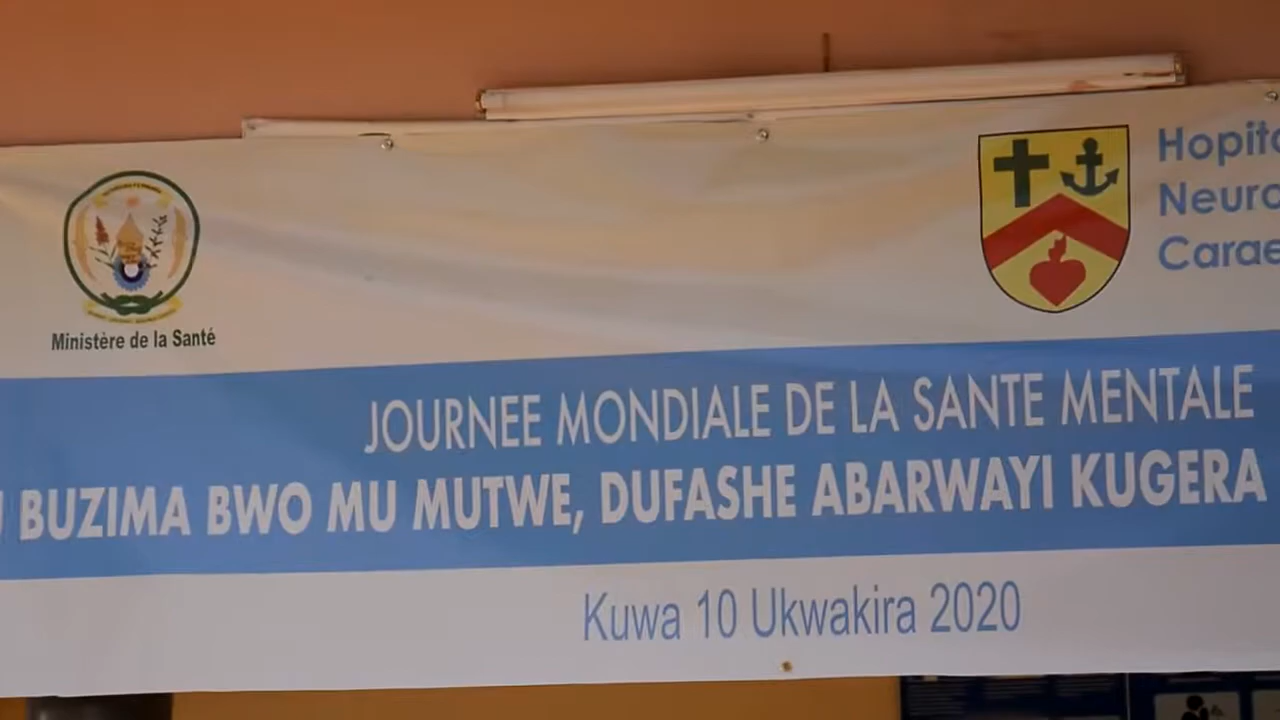 Ministère de la Santé
Hopit
Neuro
Carae
JOURNEE MONDIALE DE LA SANTE MENTALE
BUZIMA BWO MU MUTWE, DUFASHE ABARWAYI KUGERA
Kuwa 10 Ukwakira 2020